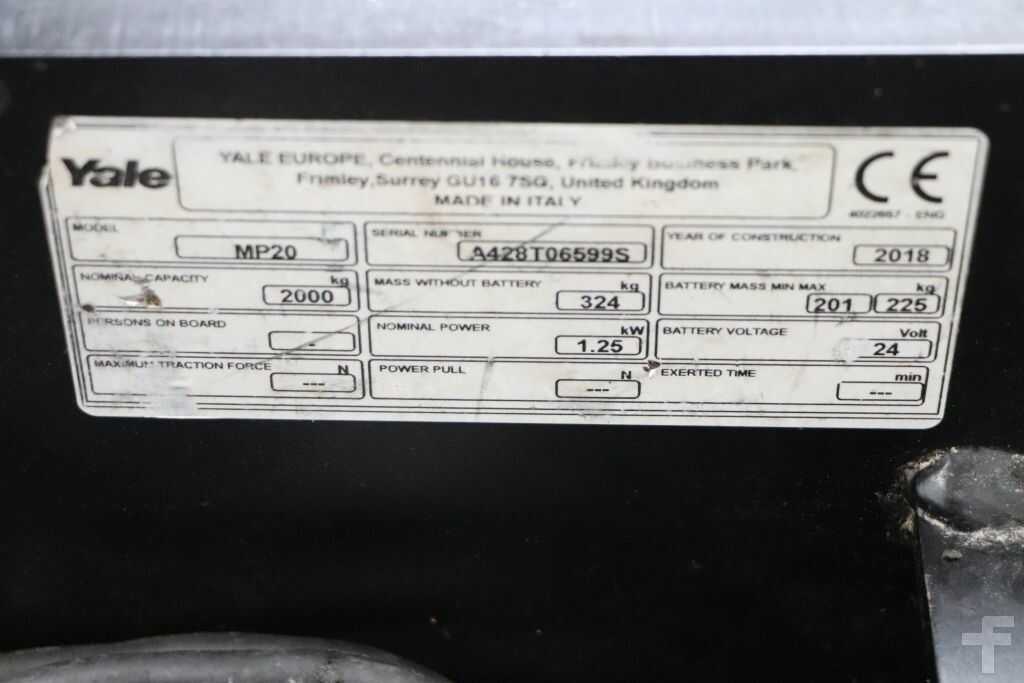 Yale
YALE EUROPE, Centennial House, Frimley Business Park,
Frimley, Surrey GU16 7SG, United Kingdom
MADE IN ITALY
CE
- ENG
MODEL
MP20
SERIAL NUMBER
A428T06599S
YEAR OF CONSTRUCTION
2018
NOMINAL CAPACITY
kg
2000
MASS WITHOUT BATTERY
kg
324
BATTERY MASS MIN MAX
kg
201 225
PERSONS ON BOARD
-
NOMINAL POWER
kW
1.25
BATTERY VOLTAGE
Volt
24
MAXIMUM TRACTION FORCE
N
---
POWER PULL
N
---
EXERTED TIME
min
---